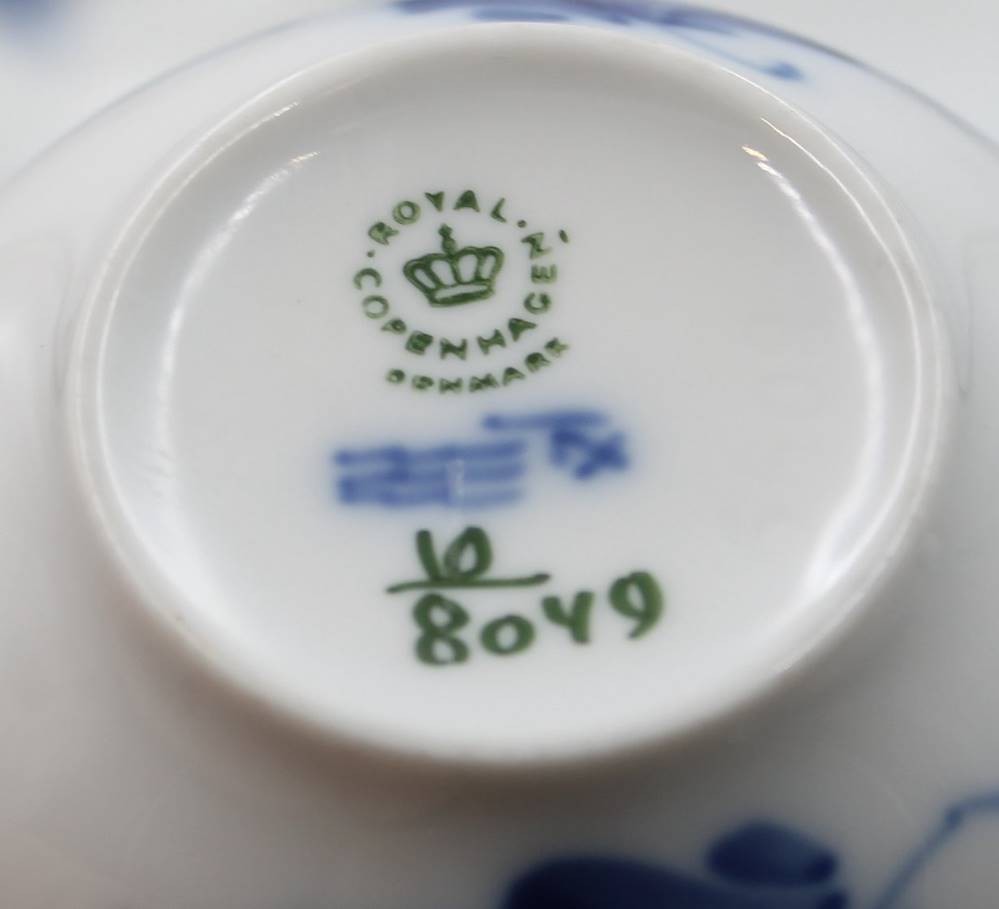 ROYAL · COPENHAGEN ·
DENMARK
10
8049